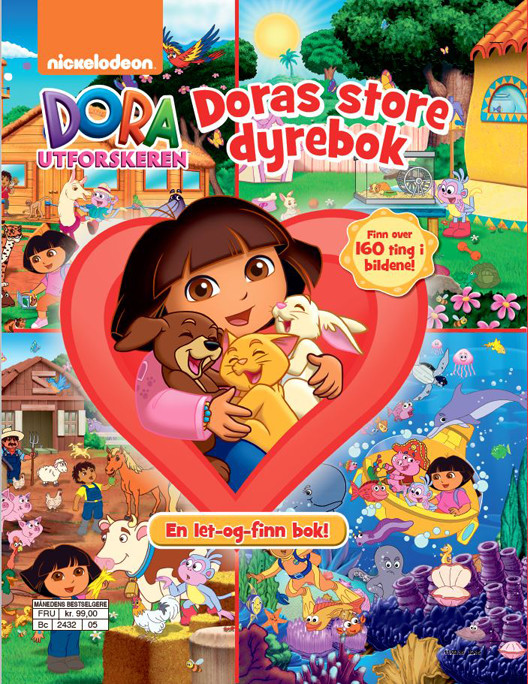 nickelodeon
DORA
UTFORSKEREN
Doras store
dyrebok
Finn over
160 ting i
bildene!
En let-og-finn bok!
MÅNEDENS BESTSELGERE
FRU kr. 99,00
Bc 2432 05